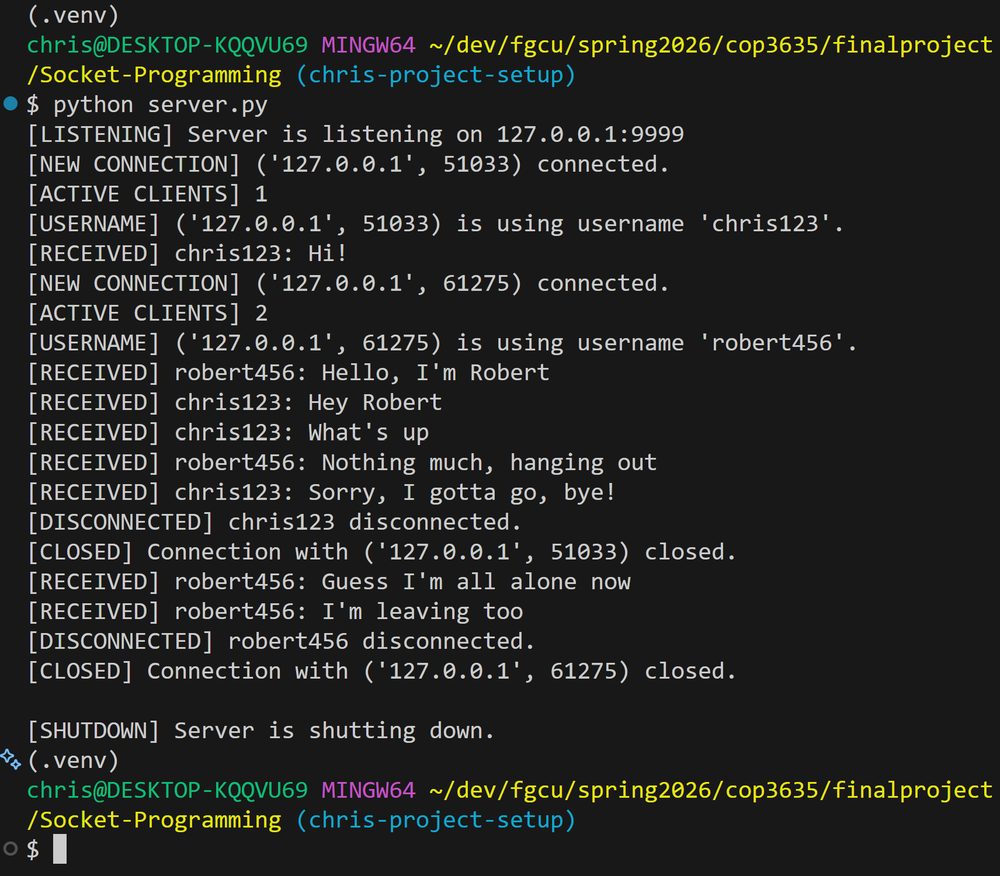 (.venv)
chris@DESKTOP-KQQVU69 MINGW64 ~/dev/fgcu/spring2026/cop3635/finalproject
/Socket-Programming (chris-project-setup)
$ python server.py
[LISTENING] Server is listening on 127.0.0.1:9999
[NEW CONNECTION] ('127.0.0.1', 51033) connected.
[ACTIVE CLIENTS] 1
[USERNAME] ('127.0.0.1', 51033) is using username 'chris123'.
[RECEIVED] chris123: Hi!
[NEW CONNECTION] ('127.0.0.1', 61275) connected.
[ACTIVE CLIENTS] 2
[USERNAME] ('127.0.0.1', 61275) is using username 'robert456'.
[RECEIVED] robert456: Hello, I'm Robert
[RECEIVED] chris123: Hey Robert
[RECEIVED] chris123: What's up
[RECEIVED] robert456: Nothing much, hanging out
[RECEIVED] chris123: Sorry, I gotta go, bye!
[DISCONNECTED] chris123 disconnected.
[CLOSED] Connection with ('127.0.0.1', 51033) closed.
[RECEIVED] robert456: Guess I'm all alone now
[RECEIVED] robert456: I'm leaving too
[DISCONNECTED] robert456 disconnected.
[CLOSED] Connection with ('127.0.0.1', 61275) closed.

[SHUTDOWN] Server is shutting down.
(.venv)
chris@DESKTOP-KQQVU69 MINGW64 ~/dev/fgcu/spring2026/cop3635/finalproject
/Socket-Programming (chris-project-setup)
$